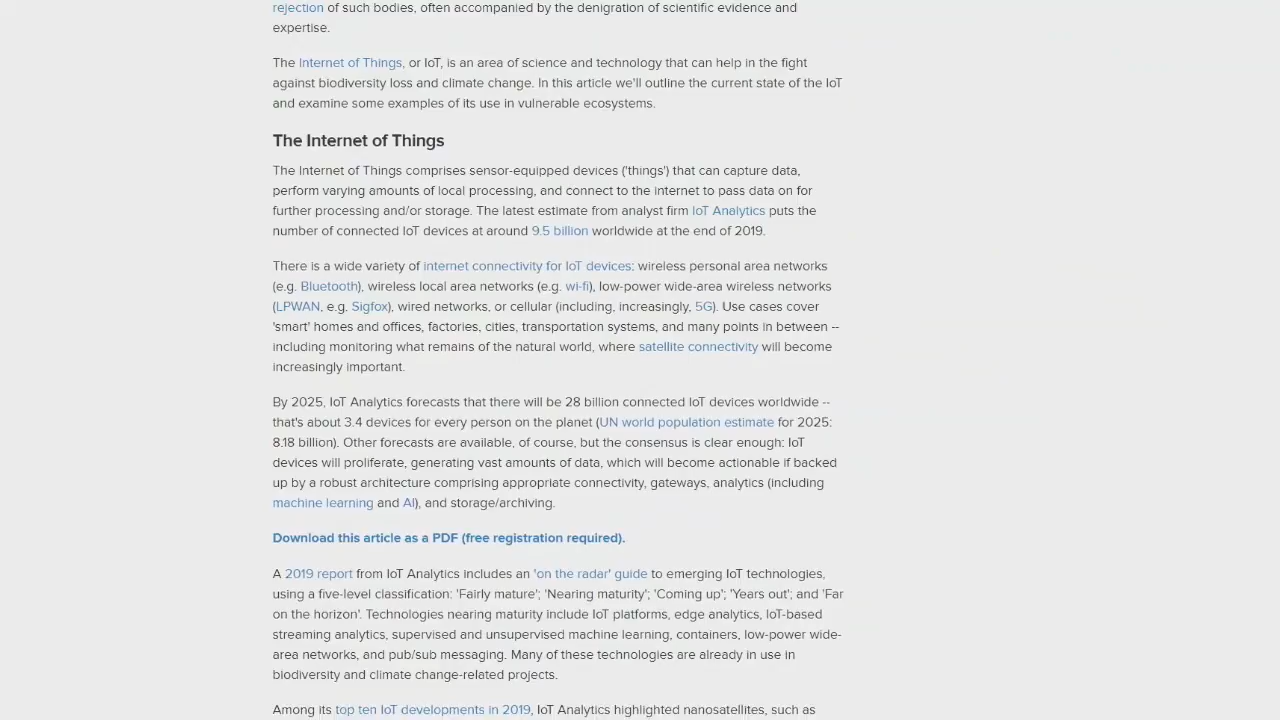 rejection of such bodies, often accompanied by the denigration of scientific evidence and
expertise.
The Internet of Things, or IoT, is an area of science and technology that can help in the fight
against biodiversity loss and climate change. In this article we'll outline the current state of the IoT
and examine some examples of its use in vulnerable ecosystems.
The Internet of Things
The Internet of Things comprises sensor-equipped devices ('things') that can capture data,
perform varying amounts of local processing, and connect to the internet to pass data on for
further processing and/or storage. The latest estimate from analyst firm IoT Analytics puts the
number of connected IoT devices at around 9.5 billion worldwide at the end of 2019.
There is a wide variety of internet connectivity for IoT devices: wireless personal area networks
(e.g. Bluetooth), wireless local area networks (e.g. wi-fi), low-power wide-area wireless networks
(LPWAN, e.g. Sigfox), wired networks, or cellular (including, increasingly, 5G). Use cases cover
'smart' homes and offices, factories, cities, transportation systems, and many points in between --
including monitoring what remains of the natural world, where satellite connectivity will become
increasingly important.
By 2025, IoT Analytics forecasts that there will be 28 billion connected IoT devices worldwide --
that's about 3.4 devices for every person on the planet (UN world population estimate for 2025:
8.18 billion). Other forecasts are available, of course, but the consensus is clear enough: IoT
devices will proliferate, generating vast amounts of data, which will become actionable if backed
up by a robust architecture comprising appropriate connectivity, gateways, analytics (including
machine learning and AI), and storage/archiving.
Download this article as a PDF (free registration required).
A 2019 report from IoT Analytics includes an 'on the radar' guide to emerging IoT technologies,
using a five-level classification: 'Fairly mature'; 'Nearing maturity'; 'Coming up'; 'Years out'; and 'Far
on the horizon'. Technologies nearing maturity include IoT platforms, edge analytics, IoT-based
streaming analytics, supervised and unsupervised machine learning, containers, low-power wide-
area networks, and pub/sub messaging. Many of these technologies are already in use in
biodiversity and climate change-related projects.
Among its top ten IoT developments in 2019, IoT Analytics highlighted nanosatellites, such as